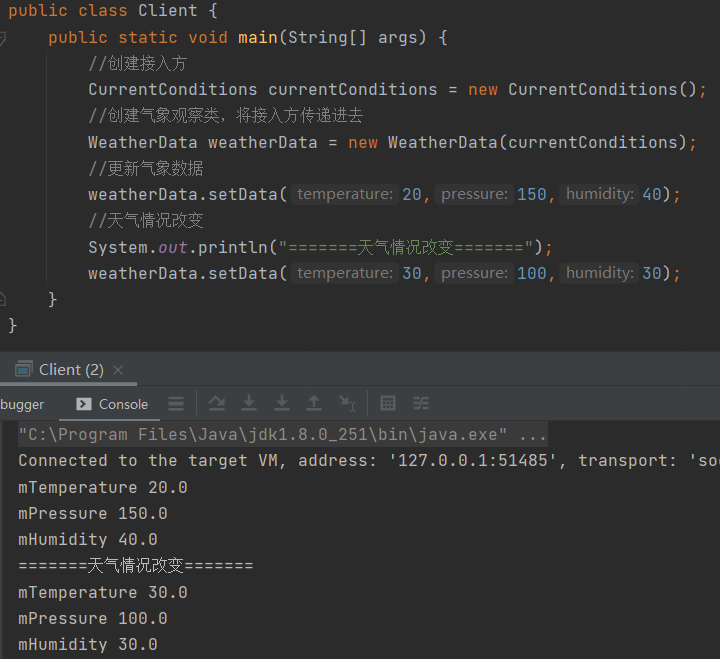 public class Client {
public static void main(String[] args) {
//创建接入方
CurrentConditions currentConditions = new CurrentConditions();
//创建气象观察类，将接入方传递进去
WeatherData weatherData = new WeatherData(currentConditions);
//更新气象数据
weatherData.setData( temperature: 20, pressure: 150, humidity: 40);
//天气情况改变
System.out.println("=======天气情况改变=======");
weatherData.setData( temperature: 30, pressure: 100, humidity: 30);
}
}
Client (2) ×
bugger Console
"C:\Program Files\Java\jdk1.8.0_251\bin\java.exe" ...
Connected to the target VM, address: '127.0.0.1:51485', transport: 'soc
mTemperature 20.0
mPressure 150.0
mHumidity 40.0
=======天气情况改变=======
mTemperature 30.0
mPressure 100.0
mHumidity 30.0